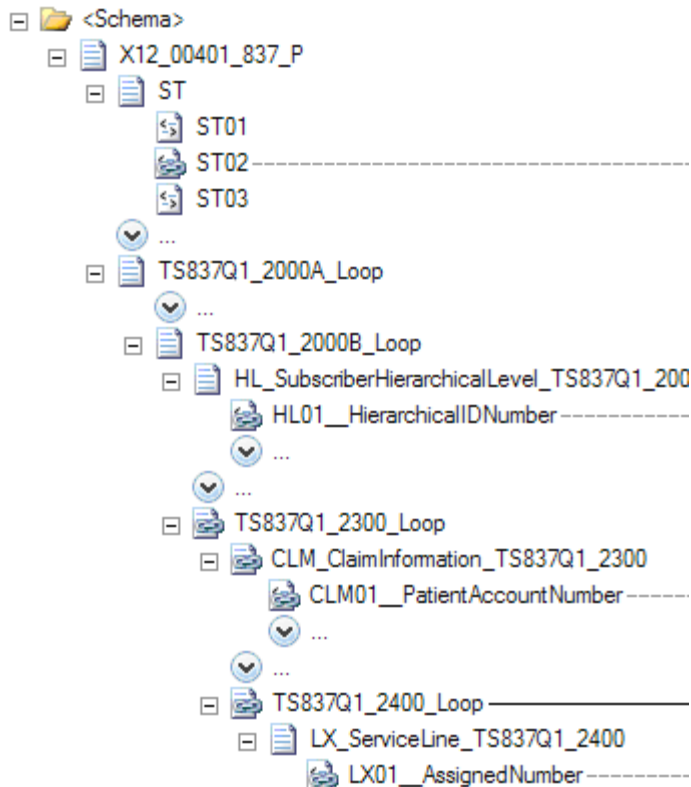 <Schema>
X12_00401_837_P
ST
ST01
ST02
ST03
...
TS837Q1_2000A_Loop
...
TS837Q1_2000B_Loop
HL_SubscriberHierarchicalLevel_TS837Q1_200
HL01__HierarchicalIDNumber
...
...
TS837Q1_2300_Loop
CLM_ClaimInformation_TS837Q1_2300
CLM01__PatientAccountNumber
...
...
TS837Q1_2400_Loop
LX_ServiceLine_TS837Q1_2400
LX01__AssignedNumber